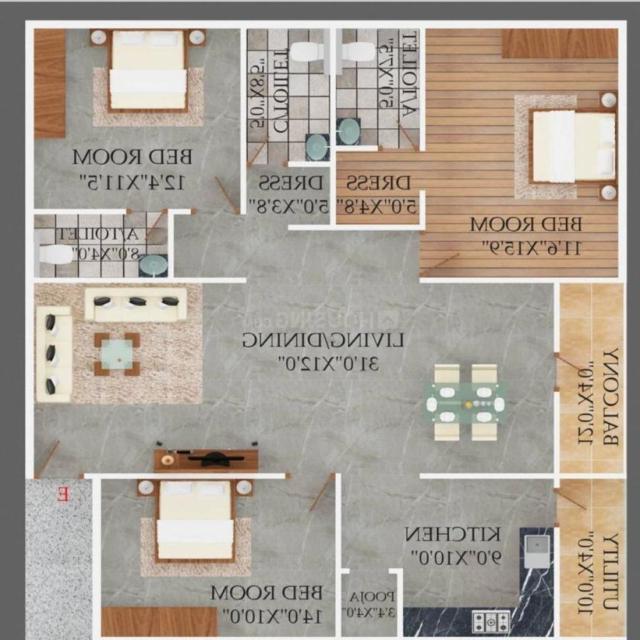 BED ROOM
12'4"X11'5"
C/TOILET
5'0"X8'5"
A/TOILET
5'0"X7'5"
DRESS
5'0"X3'8"
DRESS
5'0"X4'8"
BED ROOM
11'6"X15'9"
A/TOILET
8'0"X4'0"
HOUSING
LIVING/DINING
31'0"X12'0"
BALCONY
12'0"X4'0"
E
BED ROOM
14'0"X10'0"
KITCHEN
9'0"X10'0"
POOJA
3'4"X4'0"
UTILITY
10'0"X4'0"